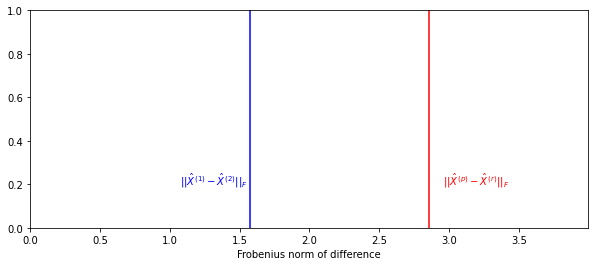 1.0
0.8
0.6
0.4
0.2
0.0
||X̂⁽¹⁾ − X̂⁽²⁾||_F
||X̂⁽ᵖ⁾ − X̂⁽ʳ⁾||_F
0.0 0.5 1.0 1.5 2.0 2.5 3.0 3.5
Frobenius norm of difference